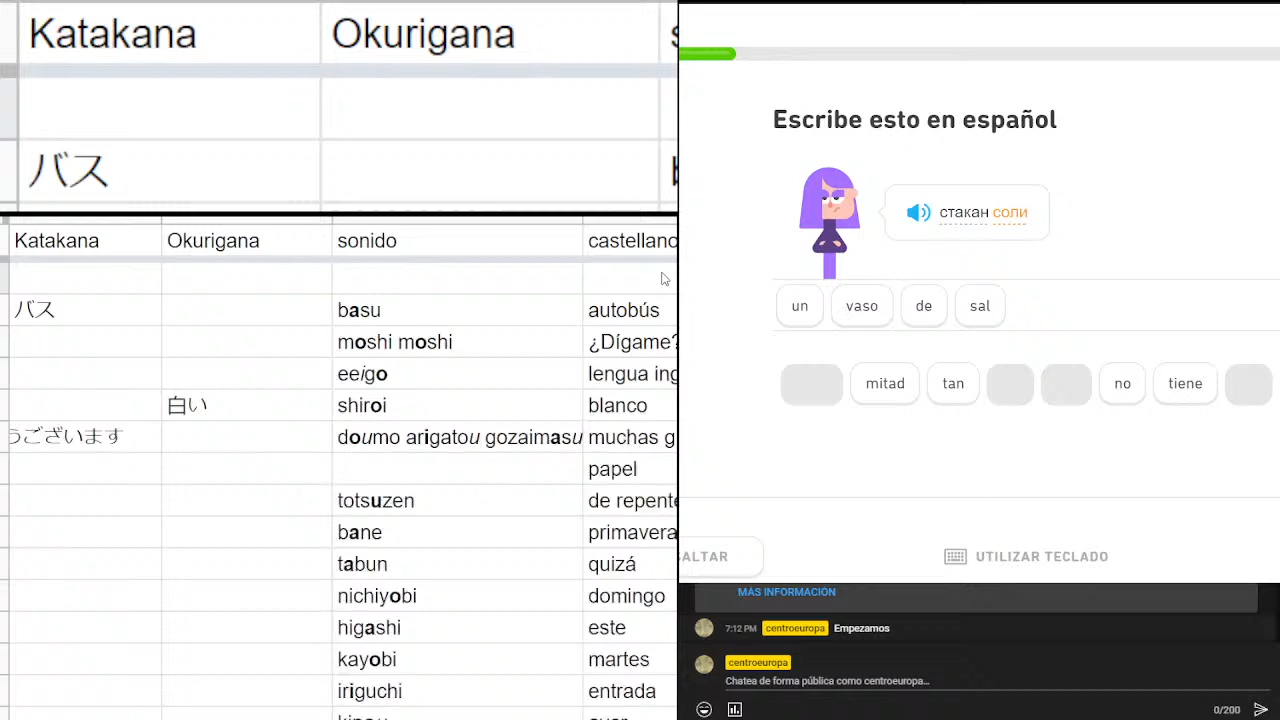 Katakana Okurigana
バス
Katakana Okurigana sonido castellano
バス basu autobús
moshi moshi ¿Dígame?
eeigo lengua ing
白い shiroi blanco
うございます doumo arigatou gozaimasu muchas g
papel
totsuzen de repente
bane primavera
tabun quizá
nichiyobi domingo
higashi este
kayobi martes
iriguchi entrada
Escribe esto en español
стакан соли
un vaso de sal
mitad tan no tiene
SALTAR UTILIZAR TECLADO
MÁS INFORMACIÓN
7:12 PM centroeuropa Empezamos
centroeuropa
Chatea de forma pública como centroeuropa...
0/200